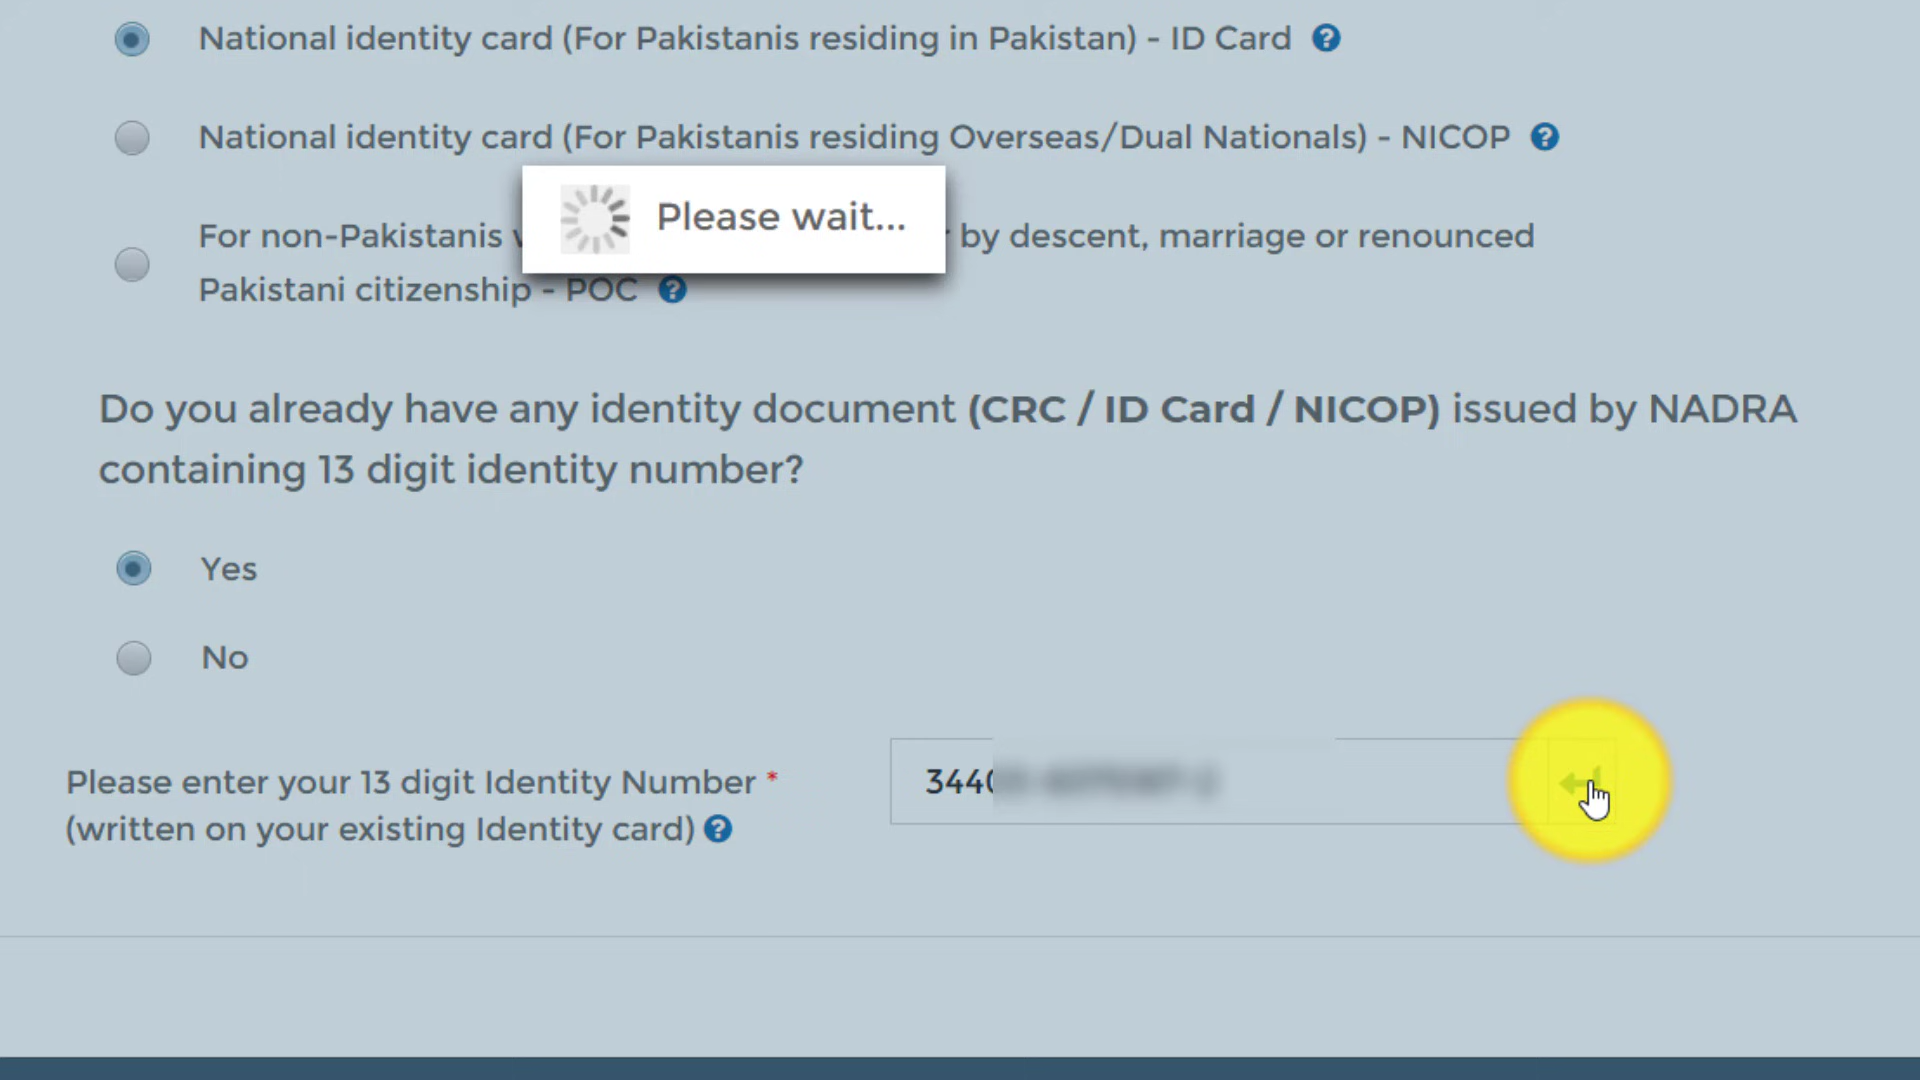 National identity card (For Pakistanis residing in Pakistan) - ID Card ?
National identity card (For Pakistanis residing Overseas/Dual Nationals) - NICOP ?
Please wait...
For non-Pakistanis by descent, marriage or renounced
Pakistani citizenship - POC ?
Do you already have any identity document (CRC / ID Card / NICOP) issued by NADRA
containing 13 digit identity number?
Yes
No
Please enter your 13 digit Identity Number *
(written on your existing Identity card) ?